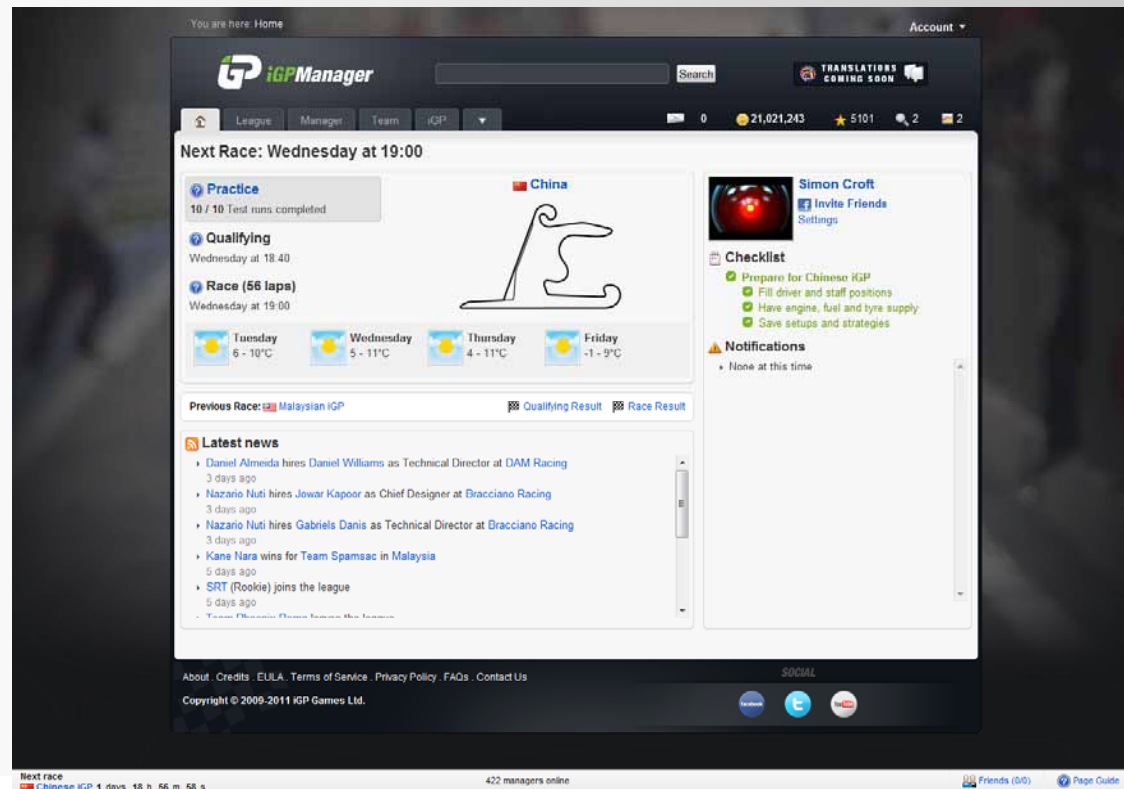 You are here: Home
Account
iGPManager
Search
TRANSLATIONS
COMING SOON
League
Manager
Team
iGP
0
21,021,243
5101
2
2
Next Race: Wednesday at 19:00
Practice
10 / 10 Test runs completed
Qualifying
Wednesday at 18:40
Race (56 laps)
Wednesday at 19:00
China
Tuesday
6 - 10°C
Wednesday
5 - 11°C
Thursday
4 - 11°C
Friday
-1 - 9°C
Previous Race: Malaysian iGP
Qualifying Result
Race Result
Latest news
Daniel Almeida hires Daniel Williams as Technical Director at DAM Racing
3 days ago
Nazario Nuti hires Jowar Kapoor as Chief Designer at Bracciano Racing
3 days ago
Nazario Nuti hires Gabriels Danis as Technical Director at Bracciano Racing
3 days ago
Kane Nara wins for Team Spamsac in Malaysia
5 days ago
SRT (Rookie) joins the league
5 days ago
Simon Croft
Invite Friends
Settings
Checklist
Prepare for Chinese iGP
Fill driver and staff positions
Have engine, fuel and tyre supply
Save setups and strategies
Notifications
None at this time
About . Credits . EULA . Terms of Service . Privacy Policy . FAQs . Contact Us
Copyright © 2009-2011 iGP Games Ltd.
SOCIAL
facebook
Next race
Chinese iGP 1 days, 18 h, 56 m, 58 s
422 managers online
Friends (0/0)
Page Guide